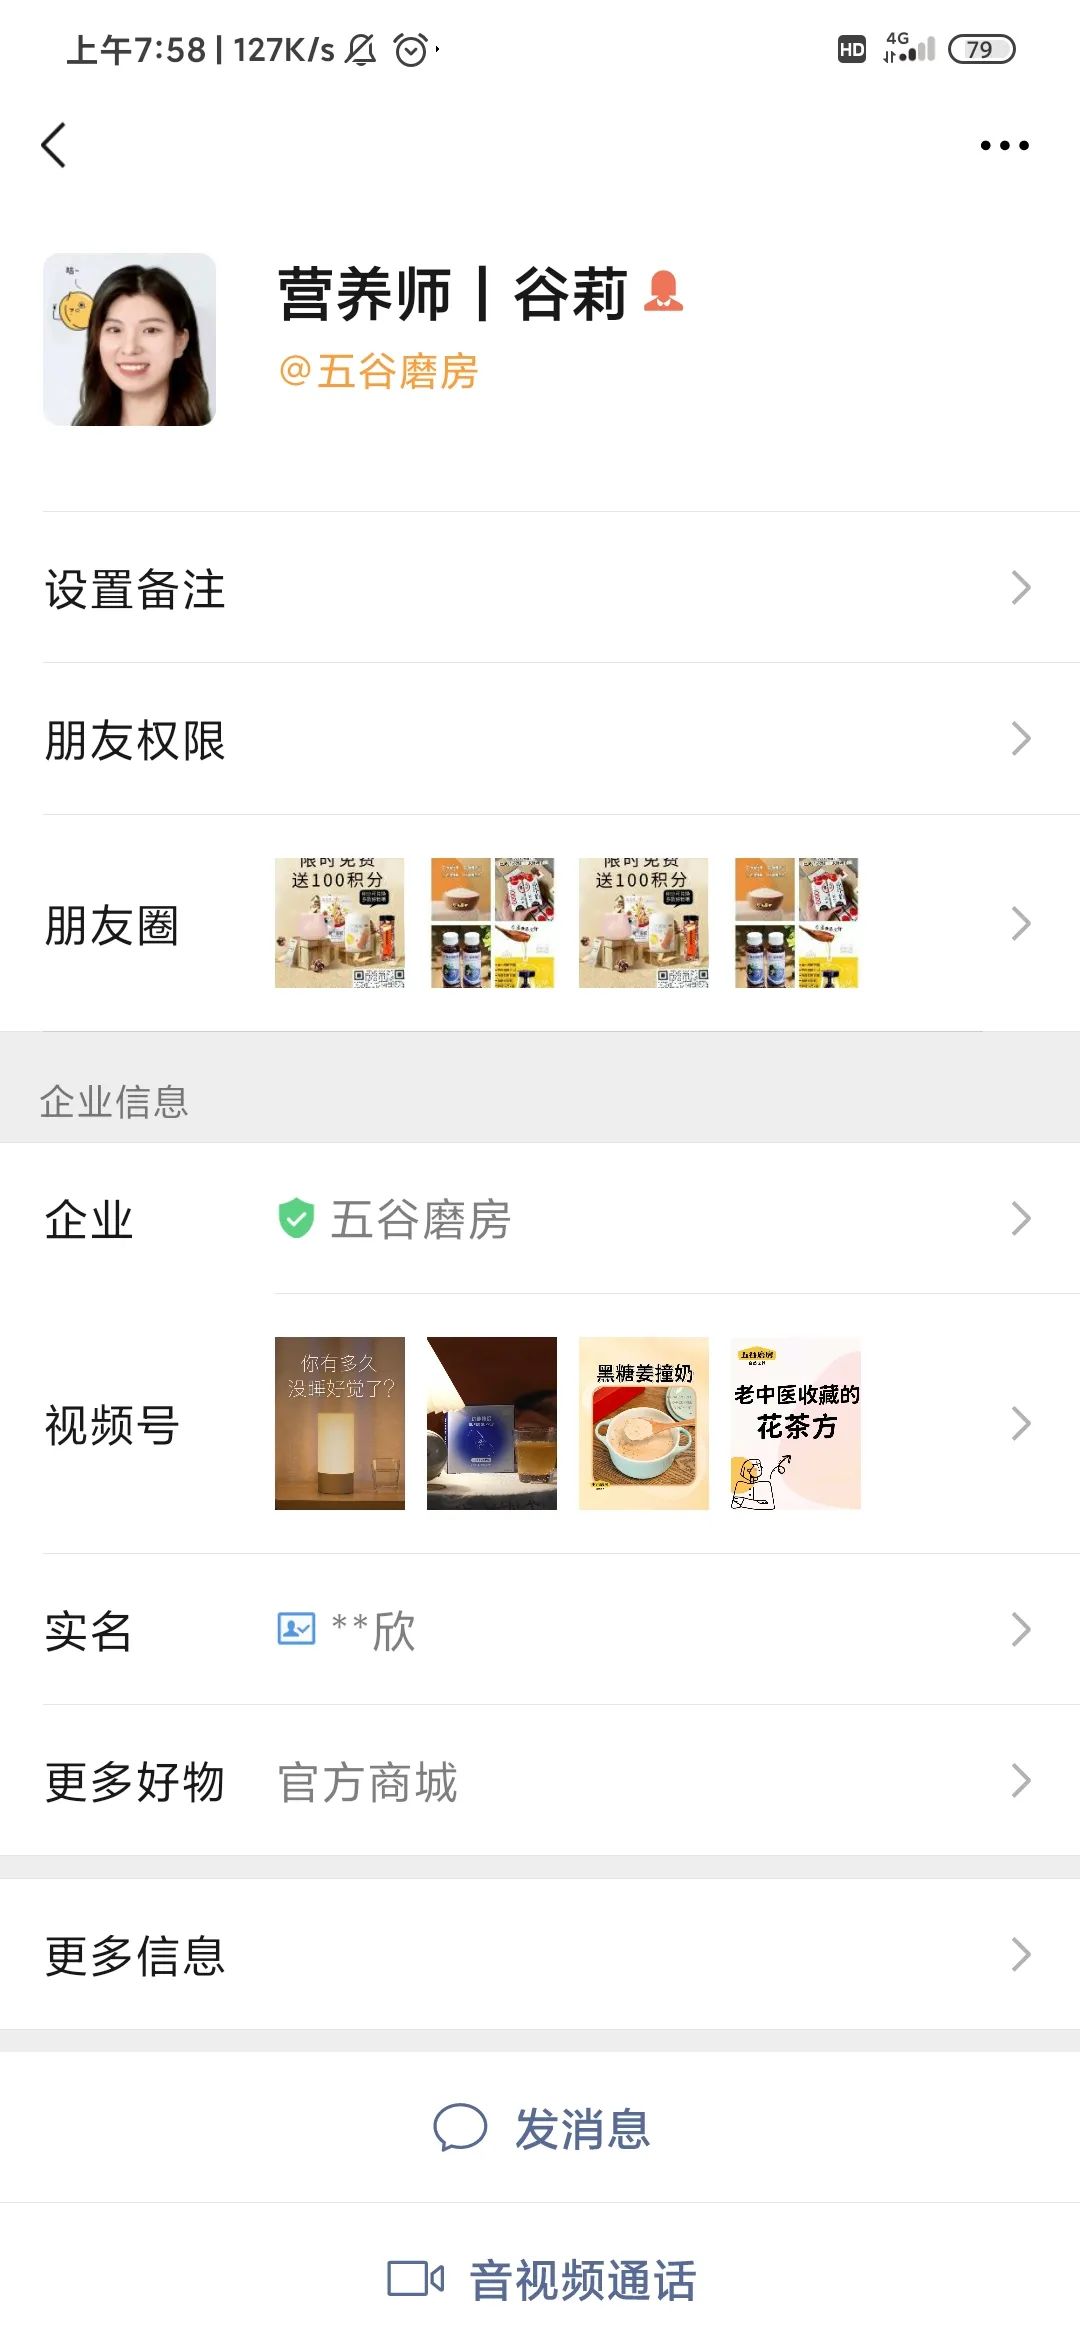 上午7:58 | 127K/s
HD 4G 79
营养师丨谷莉
@五谷磨房
设置备注
朋友权限
朋友圈
限时免费
送100积分
限时免费
送100积分
企业信息
企业 五谷磨房
视频号
你有多久
没睡好觉了?
黑糖姜撞奶
五谷磨房
老中医收藏的
花茶方
实名 **欣
更多好物 官方商城
更多信息
发消息
音视频通话